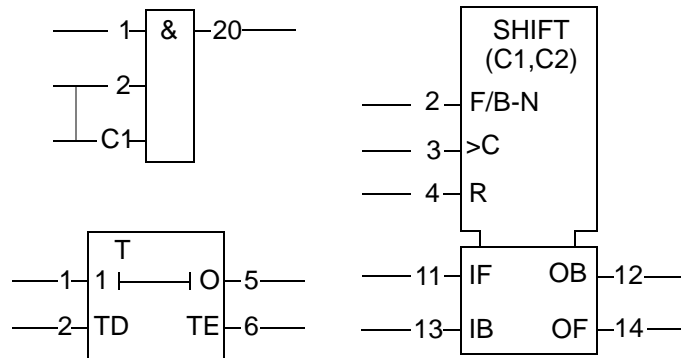 1 & 20
2
C1
SHIFT
(C1,C2)
2 F/B-N
3 >C
4 R
T
1 1 O 5
2 TD TE 6
11 IF OB 12
13 IB OF 14